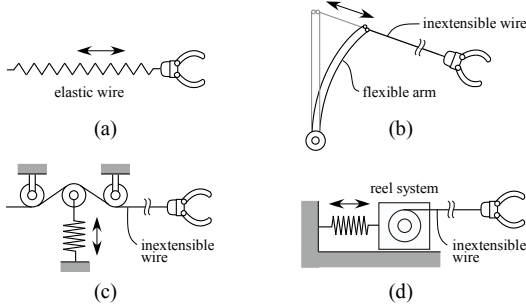 elastic wire
(a)
inextensible wire
flexible arm
(b)
inextensible
wire
(c)
reel system
inextensible
wire
(d)